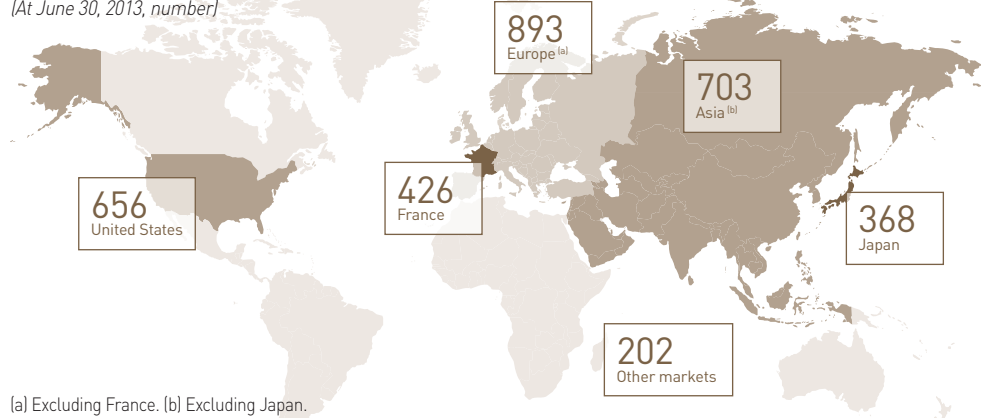 (At June 30, 2013, number)
893
Europe (a)
703
Asia (b)
656
United States
426
France
368
Japan
202
Other markets
(a) Excluding France. (b) Excluding Japan.